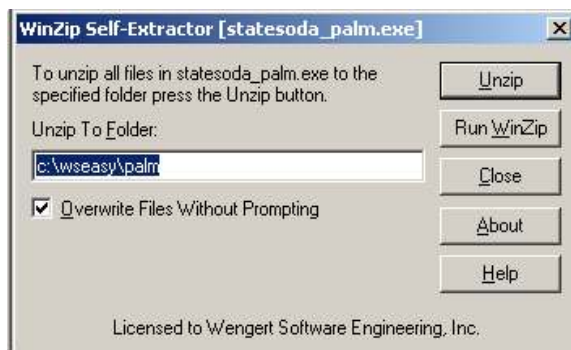 WinZip Self-Extractor [statesoda_palm.exe]
To unzip all files in statesoda_palm.exe to the
specified folder press the Unzip button.
Unzip To Folder:
c:\wseasy\palm
Overwrite Files Without Prompting
Unzip
Run WinZip
Close
About
Help
Licensed to Wengert Software Engineering, Inc.